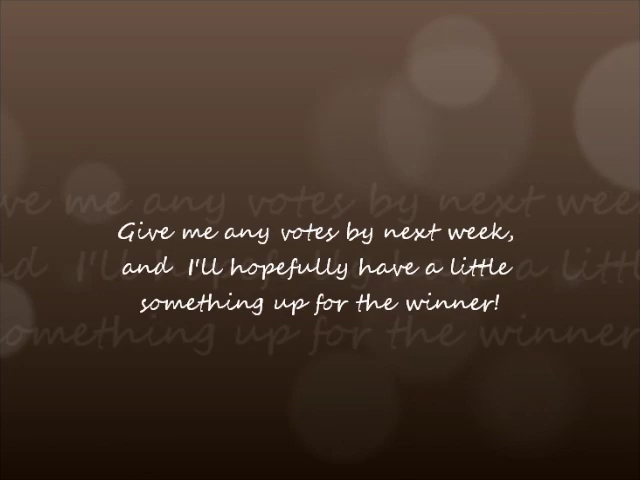 Give me any votes by next week,
and I'll hopefully have a little
something up for the winner!